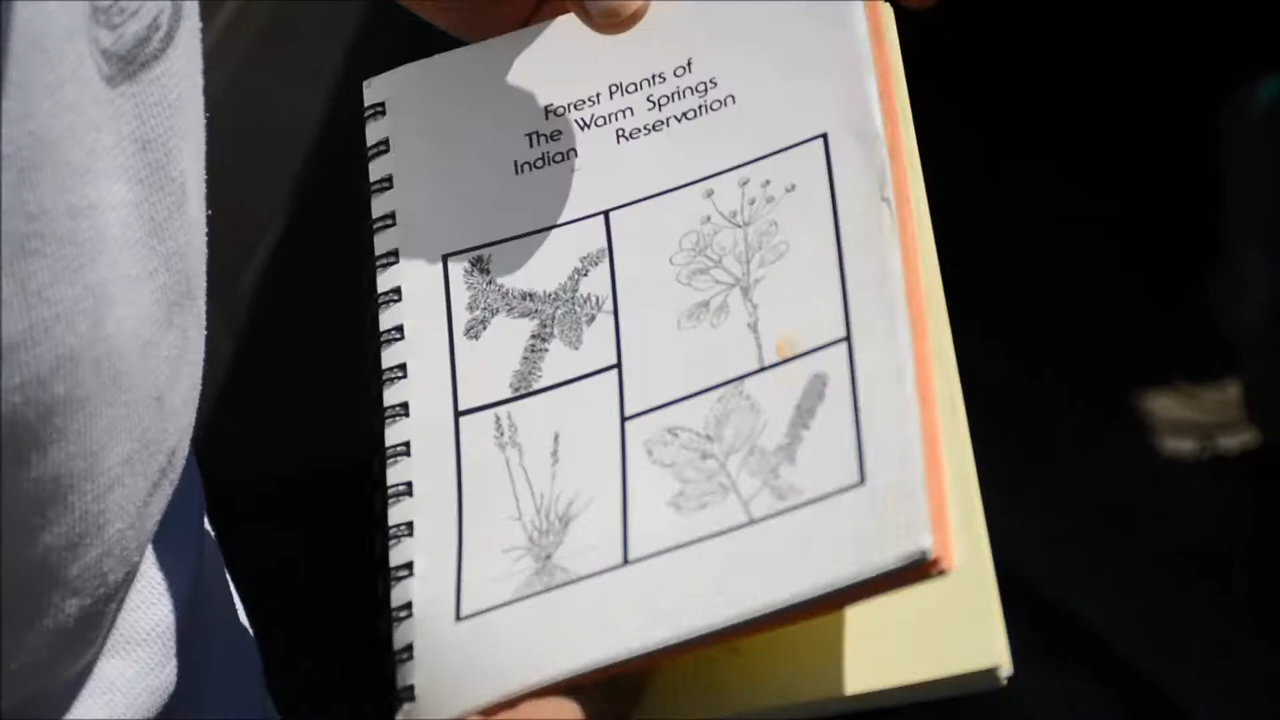 Forest Plants of
The Warm Springs
Indian Reservation